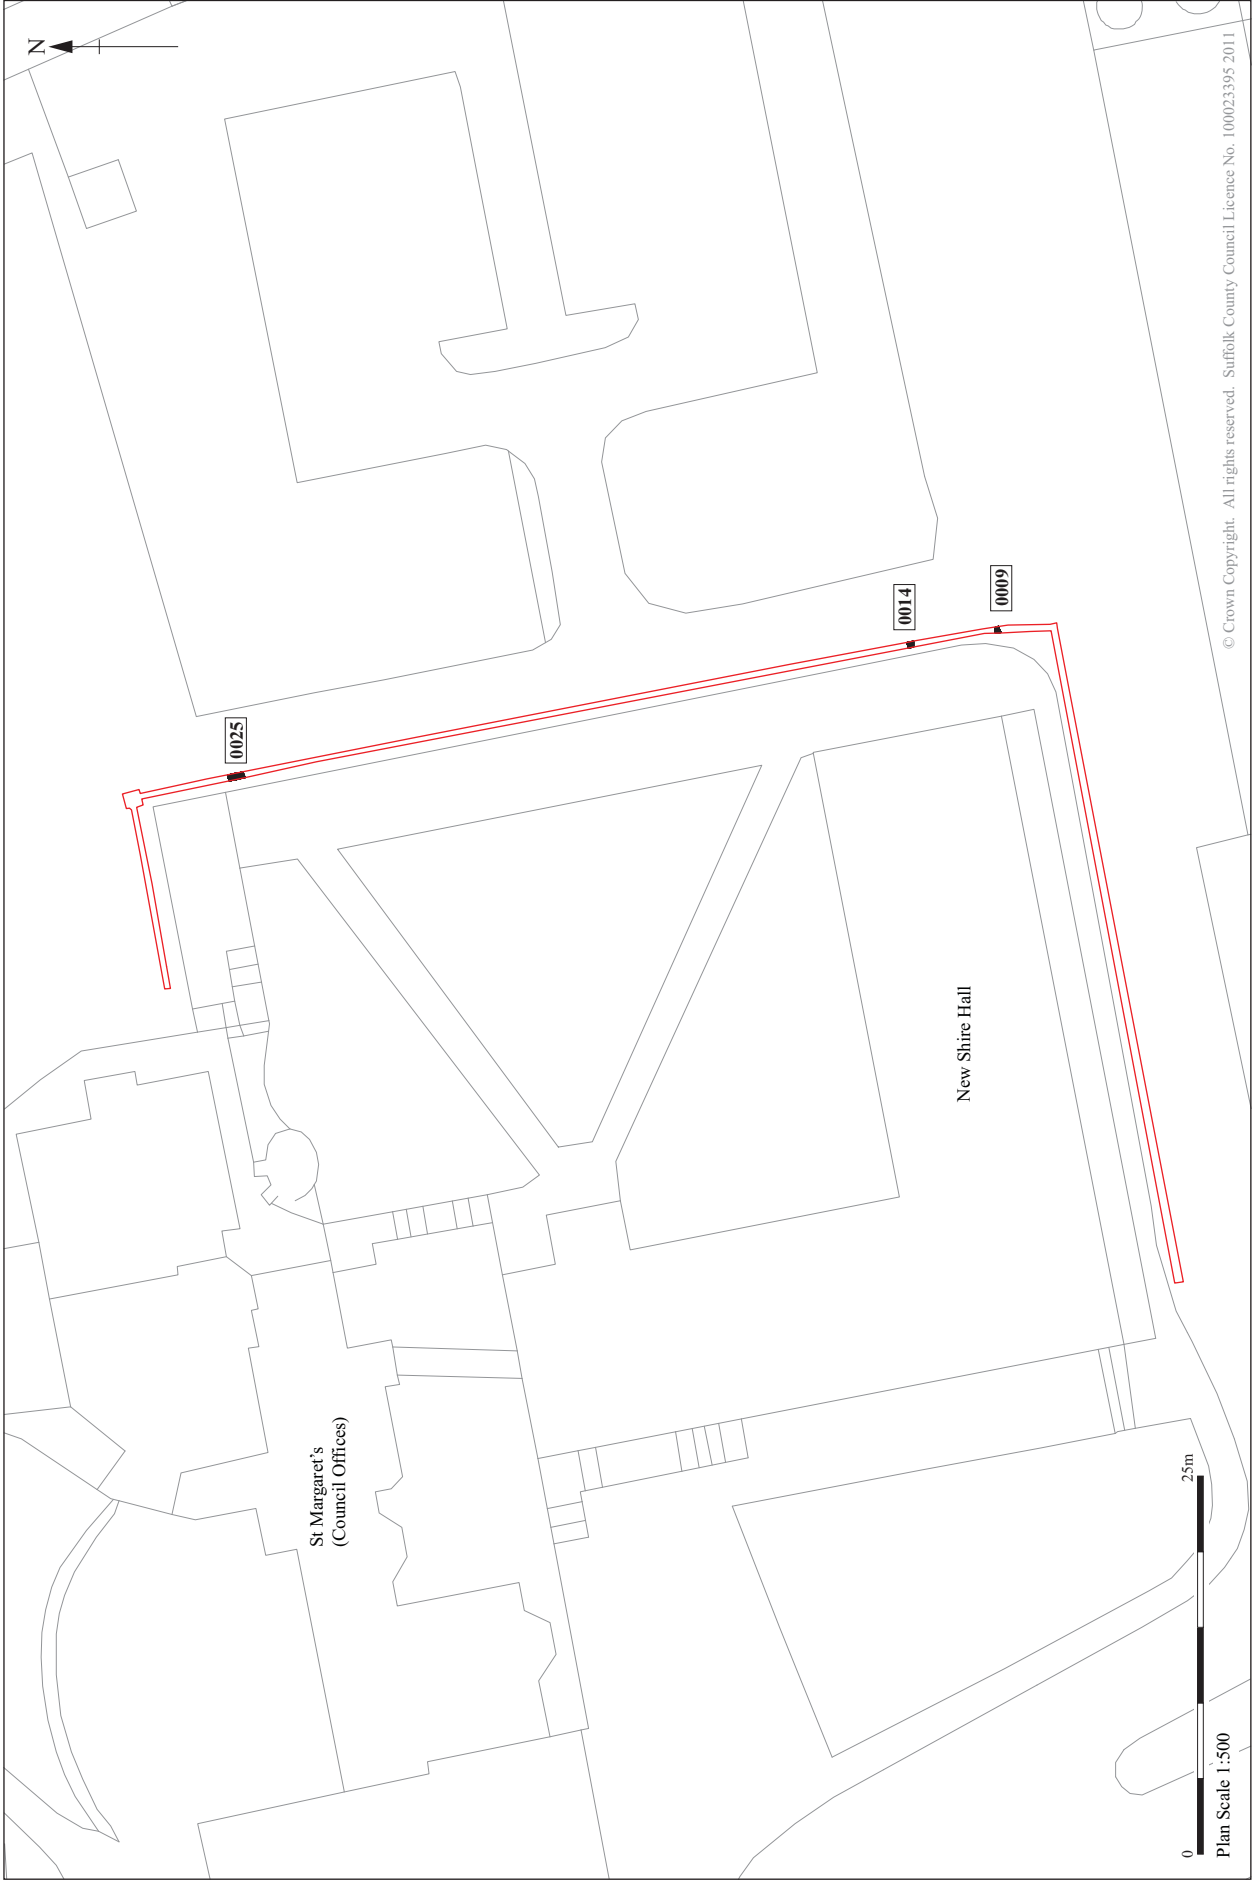 N
0025
0014
0009
St Margaret's
(Council Offices)
New Shire Hall
0
25m
Plan Scale 1:500
© Crown Copyright. All rights reserved. Suffolk County Council Licence No. 100023395 2011